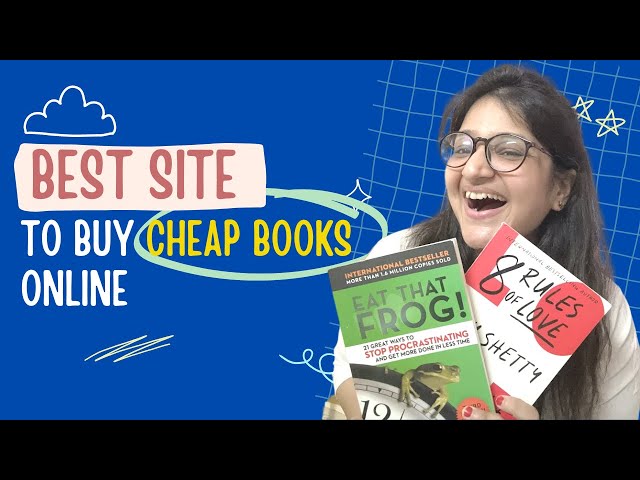 BEST SITE
TO BUY CHEAP BOOKS
ONLINE
INTERNATIONAL BESTSELLER
MORE THAN 1.6 MILLION COPIES SOLD
EAT THAT
FROG!
21 GREAT WAYS TO
STOP PROCRASTINATING
AND GET MORE DONE IN LESS TIME
12
8
RULES
OF LOVE
SHETTY